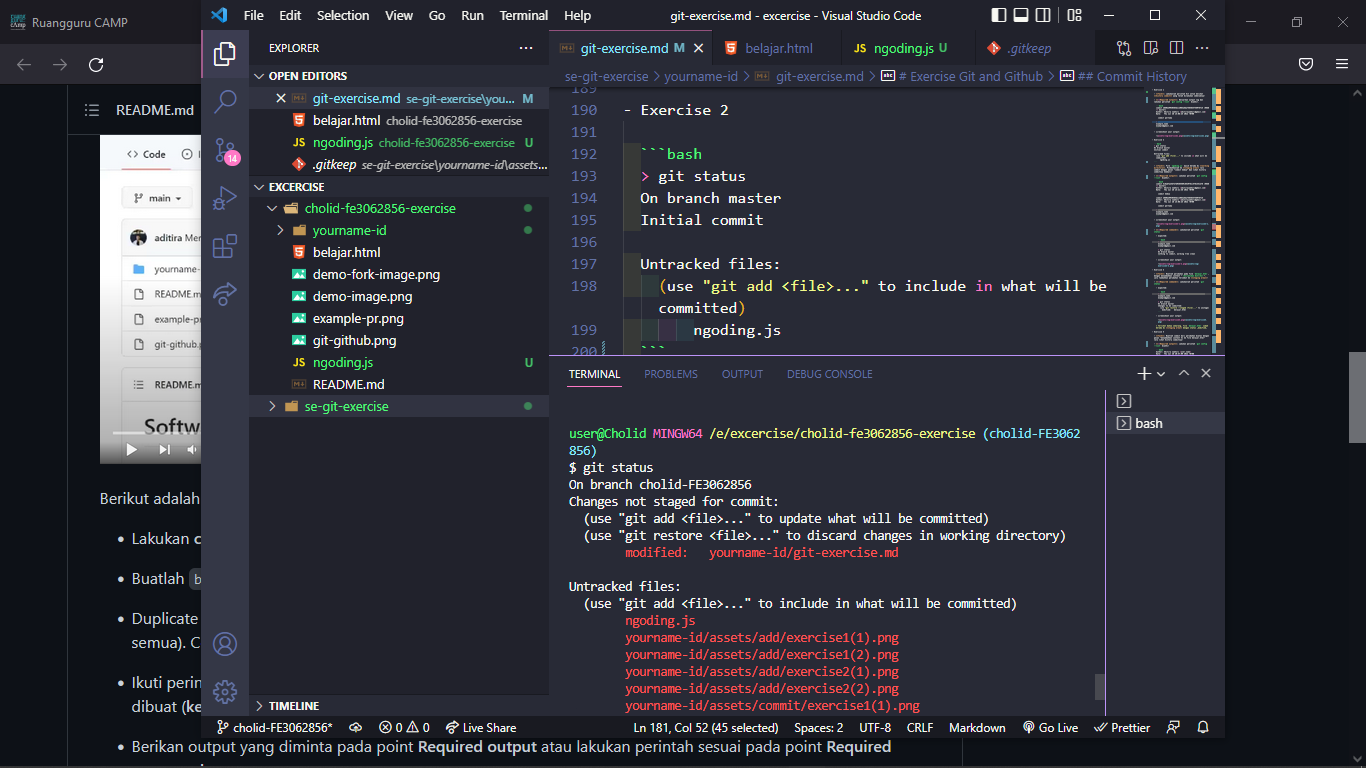 Ruangguru CAMP
File Edit Selection View Go Run Terminal Help
git-exercise.md - excercise - Visual Studio Code
README.md
Code
main
aditira Mer
yourname-
README.m
example-pr
git-github.p
README.m
Softw
Berikut adalah
Lakukan c
Buatlah b
Duplicate
semua). C
Ikuti perin
dibuat (ke
Berikan output yang diminta pada point Required output atau lakukan perintah sesuai pada point Required
EXPLORER
OPEN EDITORS
git-exercise.md se-git-exercise\you... M
belajar.html cholid-fe3062856-exercise
ngoding.js cholid-fe3062856-exercise U
.gitkeep se-git-exercise\yourname-id\assets...
14
EXCERCISE
cholid-fe3062856-exercise
yourname-id
belajar.html
demo-fork-image.png
demo-image.png
example-pr.png
git-github.png
JS ngoding.js U
README.md
se-git-exercise
TIMELINE
git-exercise.md M
belajar.html
JS ngoding.js U
.gitkeep
se-git-exercise > yourname-id > git-exercise.md > # Exercise Git and Github > ## Commit History
189
190 - Exercise 2
191
192 ```bash
193 > git status
194 On branch master
195 Initial commit
196
197 Untracked files:
198 (use "git add <file>..." to include in what will be
committed)
199 ngoding.js
200 ```
TERMINAL PROBLEMS OUTPUT DEBUG CONSOLE
bash
user@Cholid MINGW64 /e/excercise/cholid-fe3062856-exercise (cholid-FE3062
856)
$ git status
On branch cholid-FE3062856
Changes not staged for commit:
(use "git add <file>..." to update what will be committed)
(use "git restore <file>..." to discard changes in working directory)
modified: yourname-id/git-exercise.md
Untracked files:
(use "git add <file>..." to include in what will be committed)
ngoding.js
yourname-id/assets/add/exercise1(1).png
yourname-id/assets/add/exercise1(2).png
yourname-id/assets/add/exercise2(1).png
yourname-id/assets/add/exercise2(2).png
yourname-id/assets/commit/exercise1(1).png
cholid-FE3062856* 0 0 Live Share
Ln 181, Col 52 (45 selected) Spaces: 2 UTF-8 CRLF Markdown Go Live Prettier